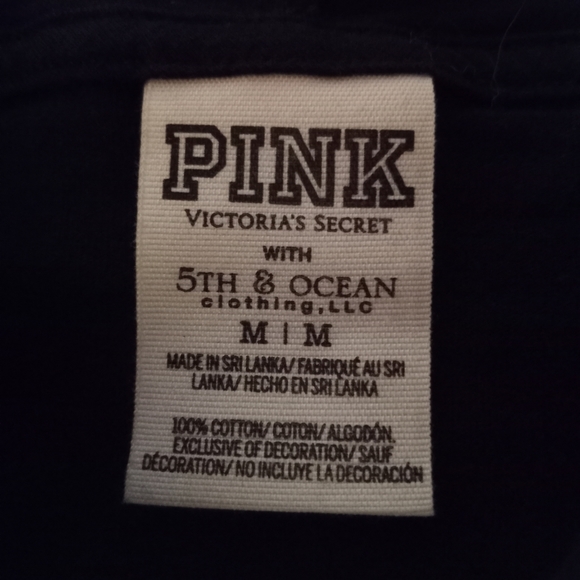 PINK
VICTORIA'S SECRET
WITH
5TH & OCEAN
clothing, LLC
M | M
MADE IN SRI LANKA/ FABRIQUÉ AU SRI
LANKA/ HECHO EN SRI LANKA
100% COTTON/ COTON/ ALGODÓN.
EXCLUSIVE OF DECORATION/ SAUF
DÉCORATION/ NO INCLUYE LA DECORACIÓN